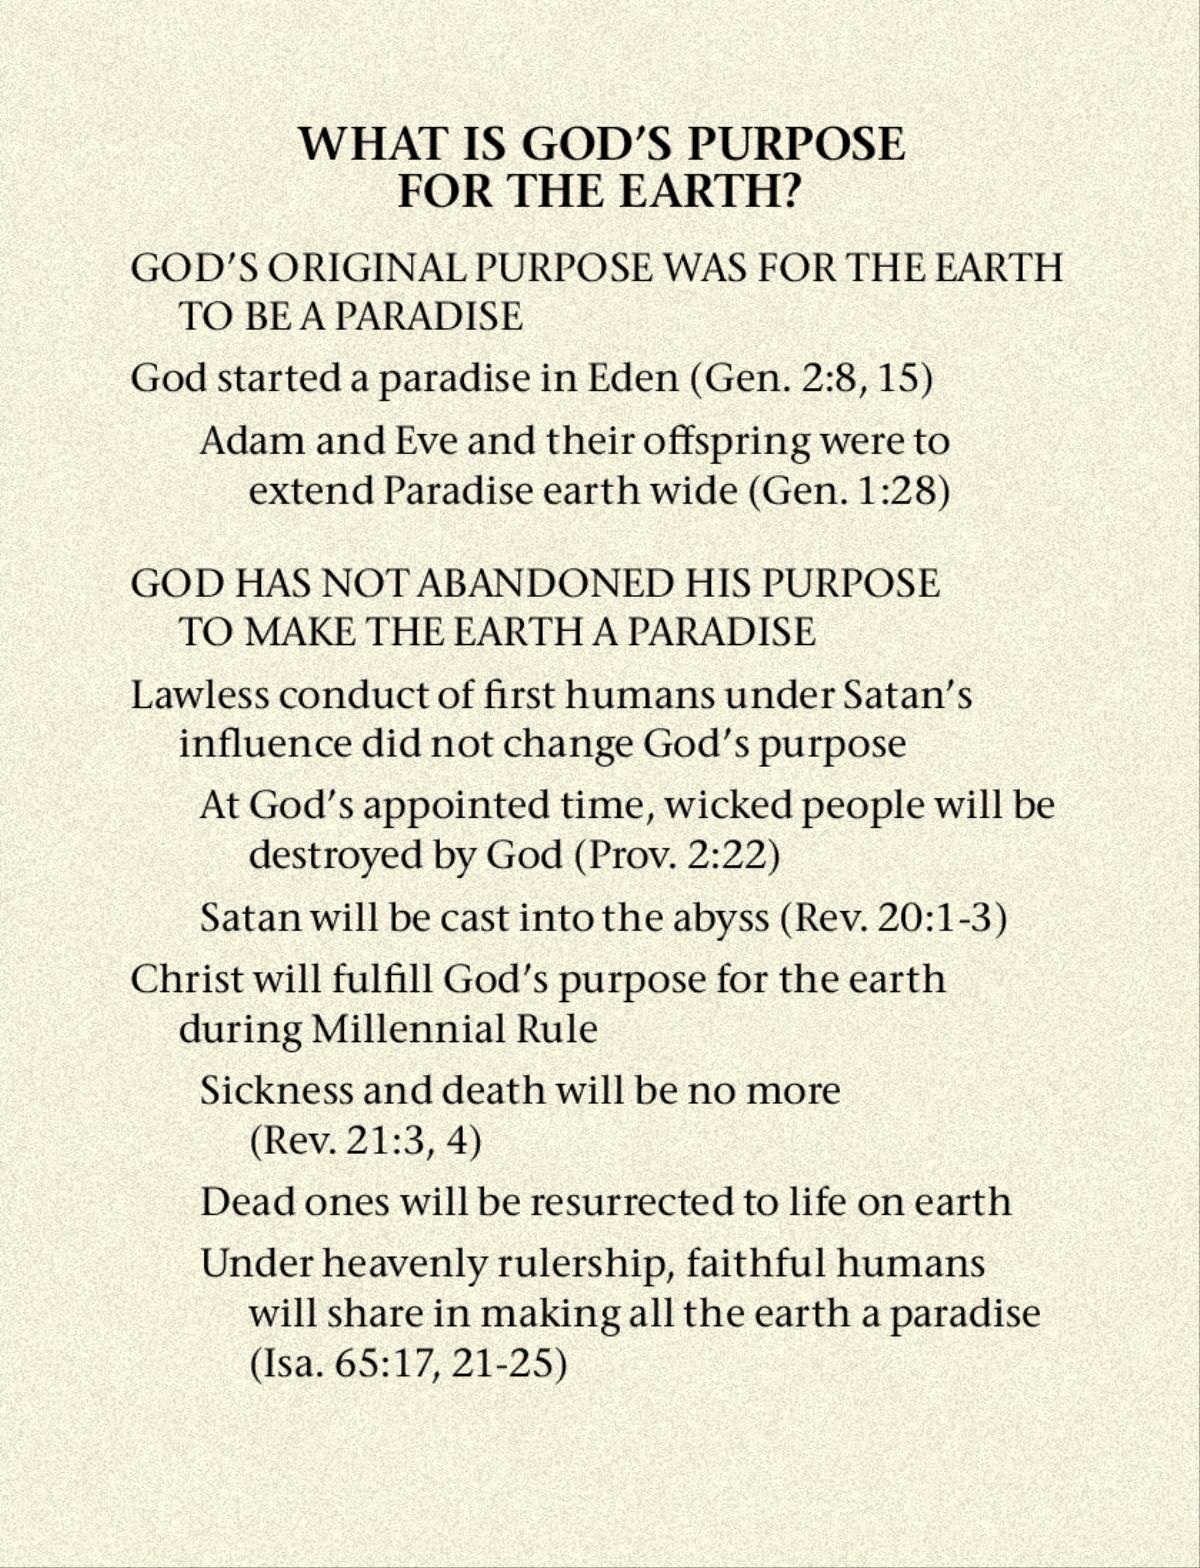 WHAT IS GOD’S PURPOSE
FOR THE EARTH?
GOD’S ORIGINAL PURPOSE WAS FOR THE EARTH
TO BE A PARADISE
God started a paradise in Eden (Gen. 2:8, 15)
Adam and Eve and their offspring were to
extend Paradise earth wide (Gen. 1:28)
GOD HAS NOT ABANDONED HIS PURPOSE
TO MAKE THE EARTH A PARADISE
Lawless conduct of first humans under Satan’s
influence did not change God’s purpose
At God’s appointed time, wicked people will be
destroyed by God (Prov. 2:22)
Satan will be cast into the abyss (Rev. 20:1-3)
Christ will fulfill God’s purpose for the earth
during Millennial Rule
Sickness and death will be no more
(Rev. 21:3, 4)
Dead ones will be resurrected to life on earth
Under heavenly rulership, faithful humans
will share in making all the earth a paradise
(Isa. 65:17, 21-25)